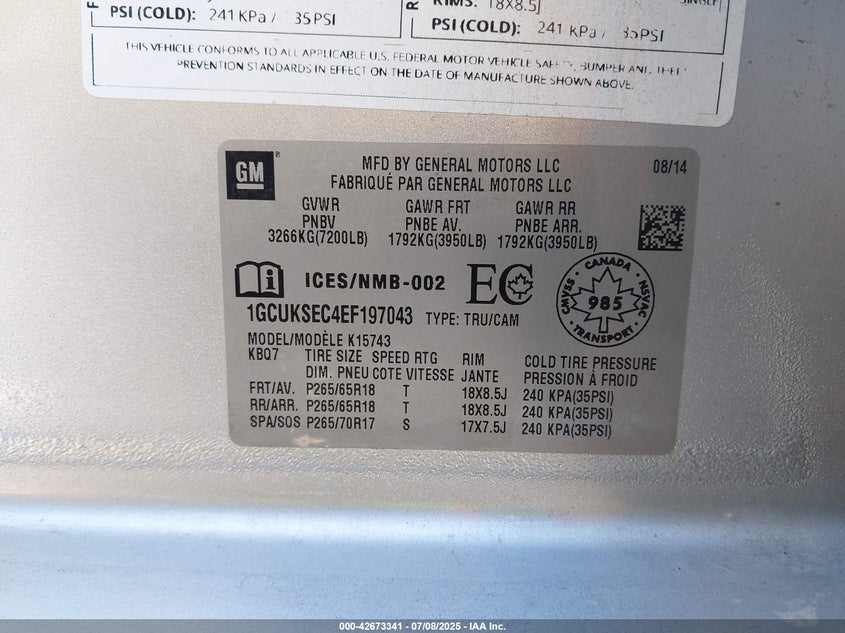 PSI (COLD): 241 KPa / 35 PSI
R RIMS: 18X8.5J SINGLE
PSI (COLD): 241 KPa / 35PSI
THIS VEHICLE CONFORMS TO ALL APPLICABLE U.S. FEDERAL MOTOR VEHICLE SAFETY, BUMPER AND THEFT
PREVENTION STANDARDS IN EFFECT ON THE DATE OF MANUFACTURE SHOWN ABOVE.
GM
MFD BY GENERAL MOTORS LLC 08/14
FABRIQUÉ PAR GENERAL MOTORS LLC
GVWR GAWR FRT GAWR RR
PNBV PNBE AV. PNBE ARR.
3266KG(7200LB) 1792KG(3950LB) 1792KG(3950LB)
ICES/NMB-002 EC
CANADA CMVSS 985 NSVAC TRANSPORT
1GCUKSEC4EF197043 TYPE: TRU/CAM
MODEL/MODÈLE K15743
KBQ7 TIRE SIZE SPEED RTG RIM COLD TIRE PRESSURE
DIM. PNEU COTE VITESSE JANTE PRESSION À FROID
FRT/AV. P265/65R18 T 18X8.5J 240 KPA(35PSI)
RR/ARR. P265/65R18 T 18X8.5J 240 KPA(35PSI)
SPA/SOS P265/70R17 S 17X7.5J 240 KPA(35PSI)
000-42673341 - 07/08/2025 - IAA Inc.